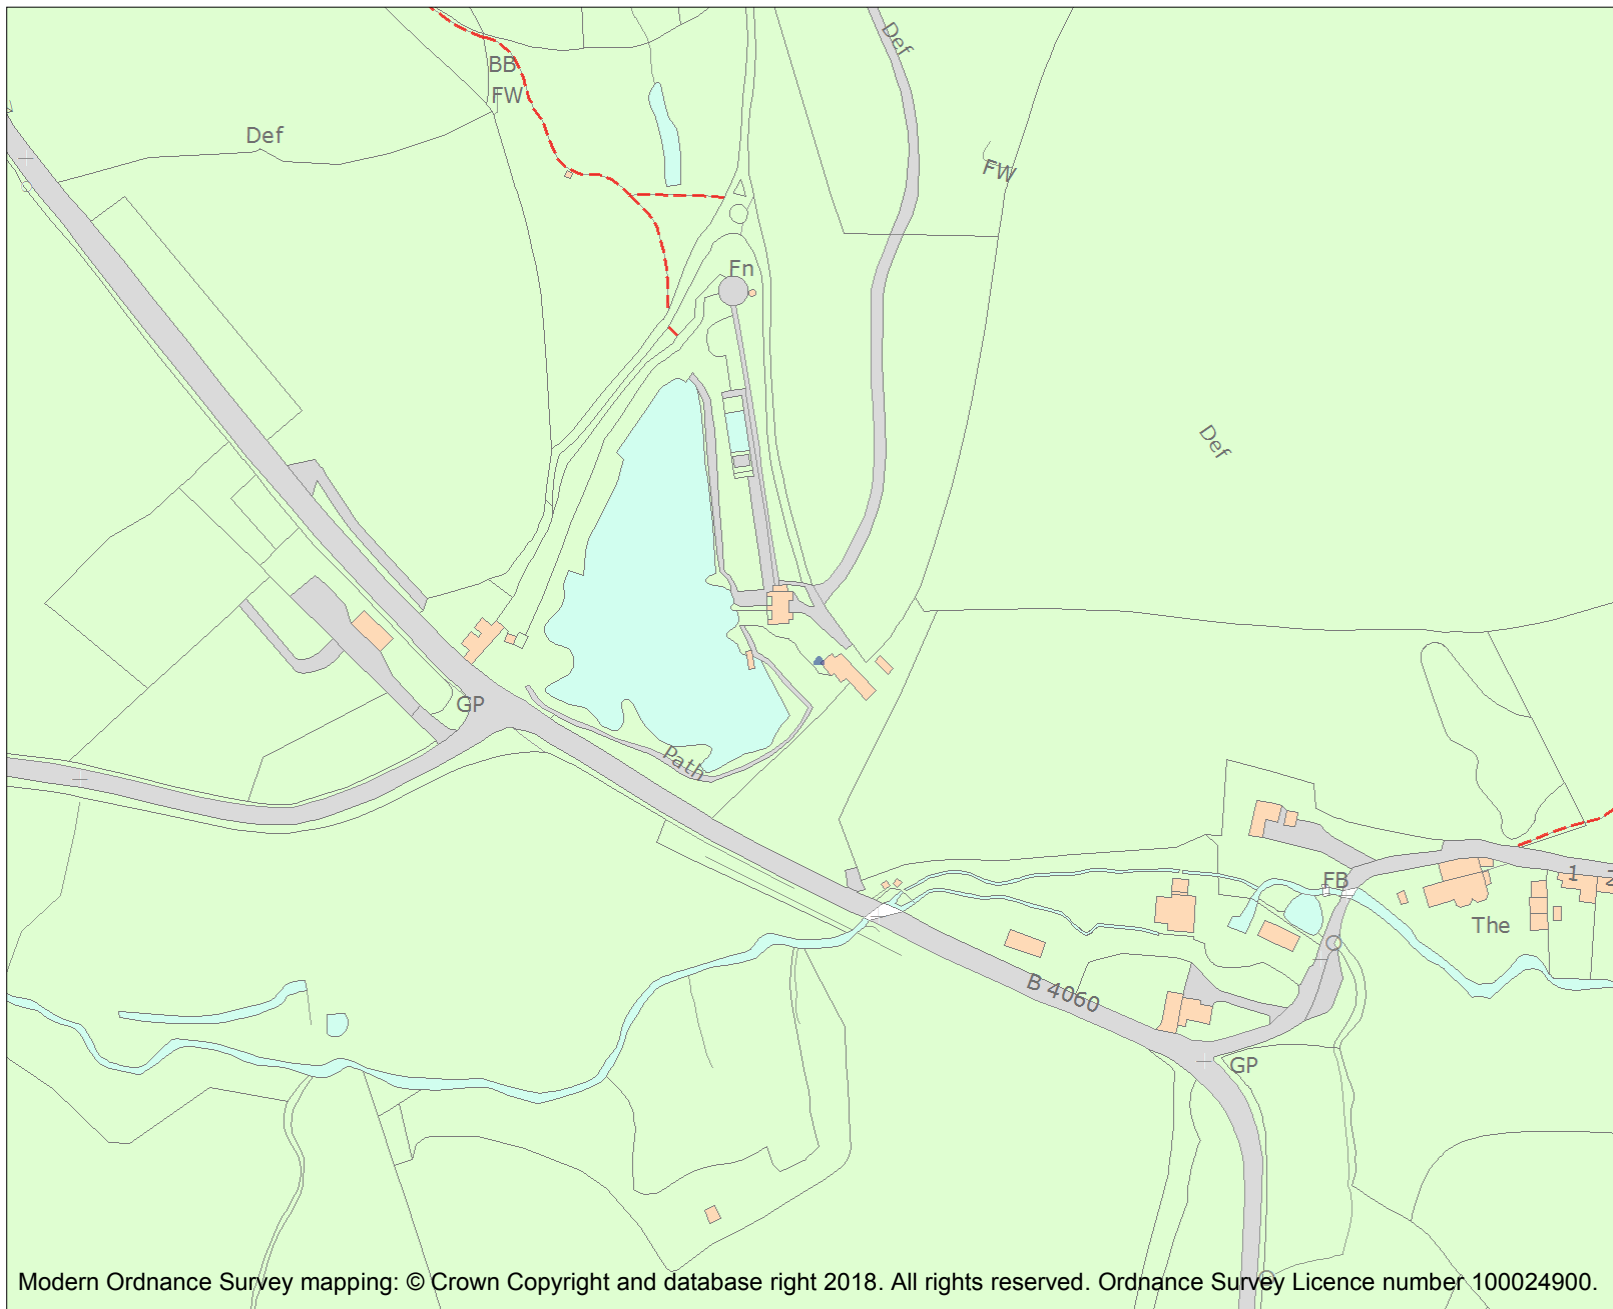 Def
BB
FW
Def
FW
Fn
Def
GP
Path
FB
1
2
The
B 4060
GP
Modern Ordnance Survey mapping: © Crown Copyright and database right 2018. All rights reserved. Ordnance Survey Licence number 100024900.